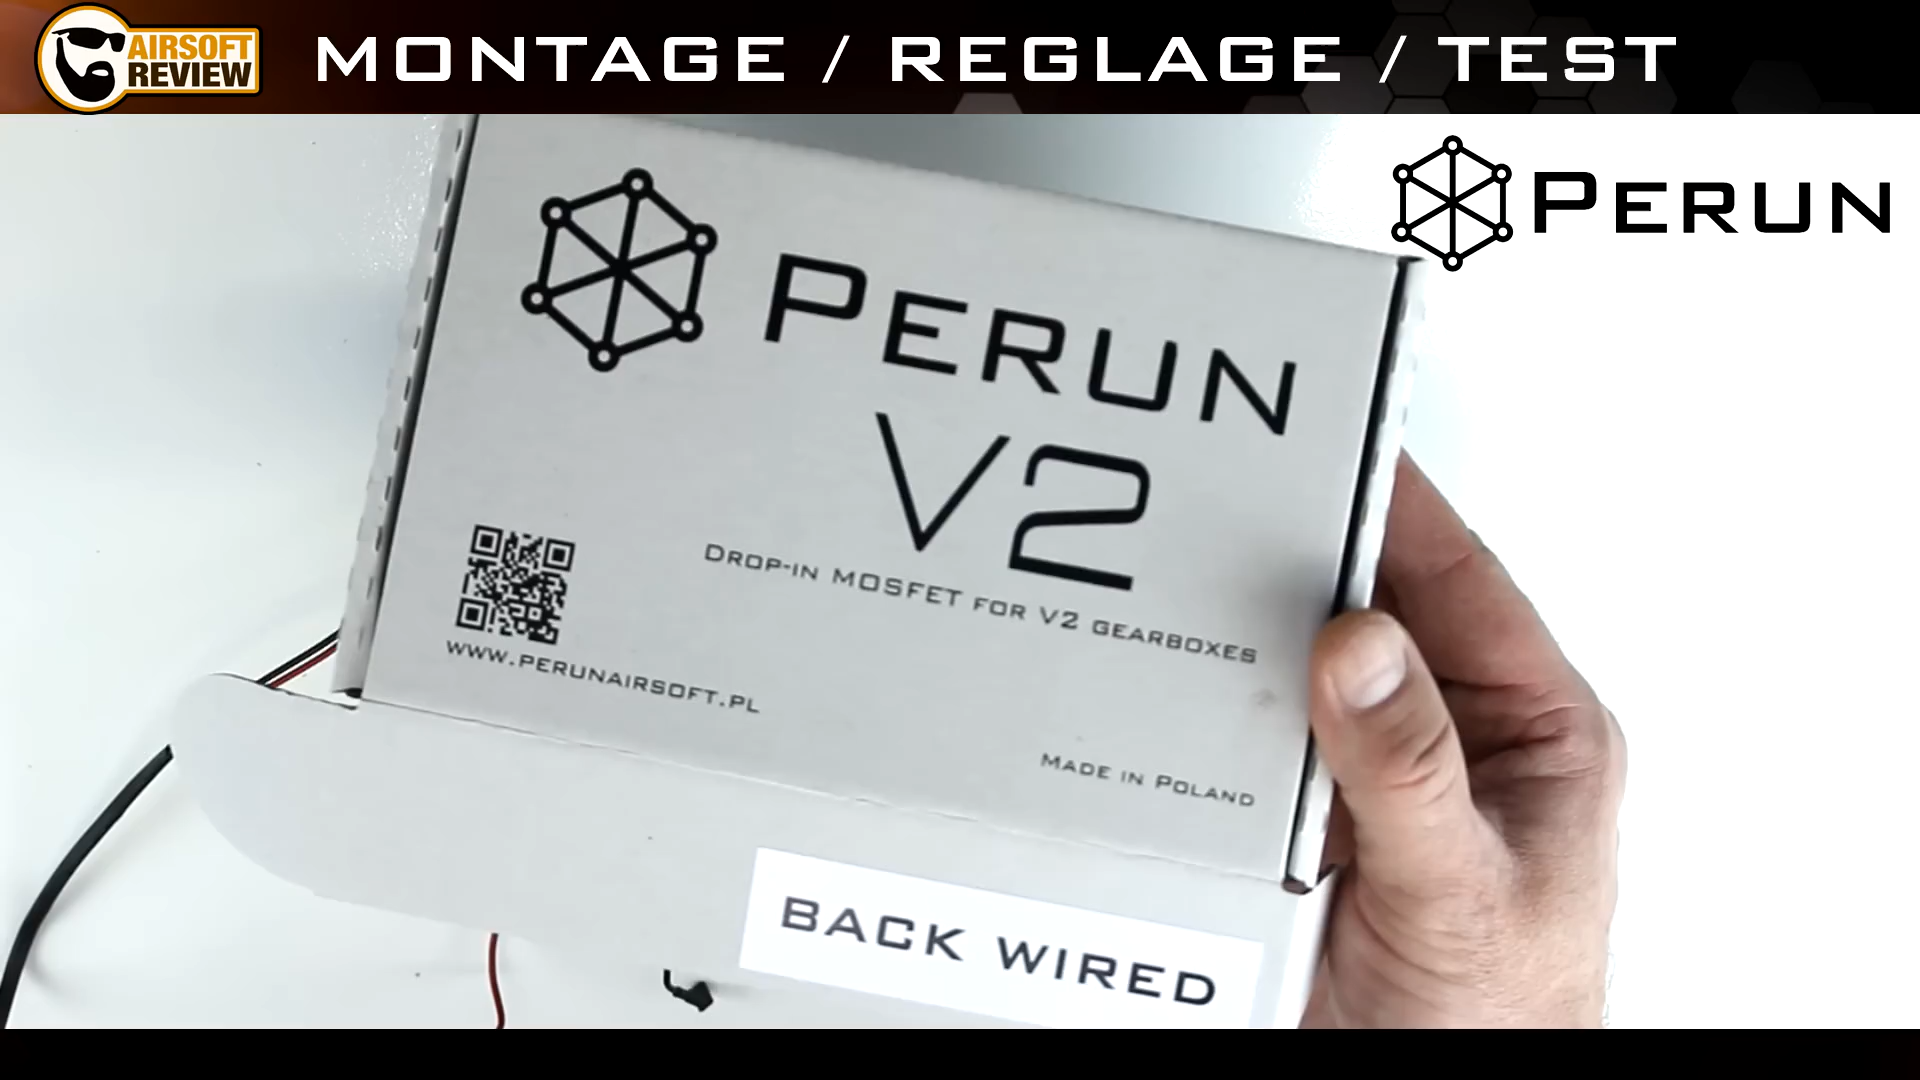 AIRSOFT
REVIEW
MONTAGE / REGLAGE / TEST
PERUN
PERUN
V2
DROP-IN MOSFET FOR V2 GEARBOXES
WWW.PERUNAIRSOFT.PL
MADE IN POLAND
BACK WIRED